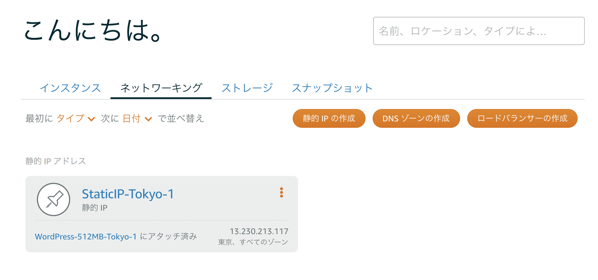 こんにちは。
名前、ロケーション、タイプによ...
インスタンス ネットワーキング ストレージ スナップショット
最初に タイプ 次に 日付 で並べ替え 静的 IP の作成 DNS ゾーンの作成 ロードバランサーの作成
静的 IP アドレス
StaticIP-Tokyo-1
静的 IP
WordPress-512MB-Tokyo-1 にアタッチ済み 13.230.213.117
東京、すべてのゾーン